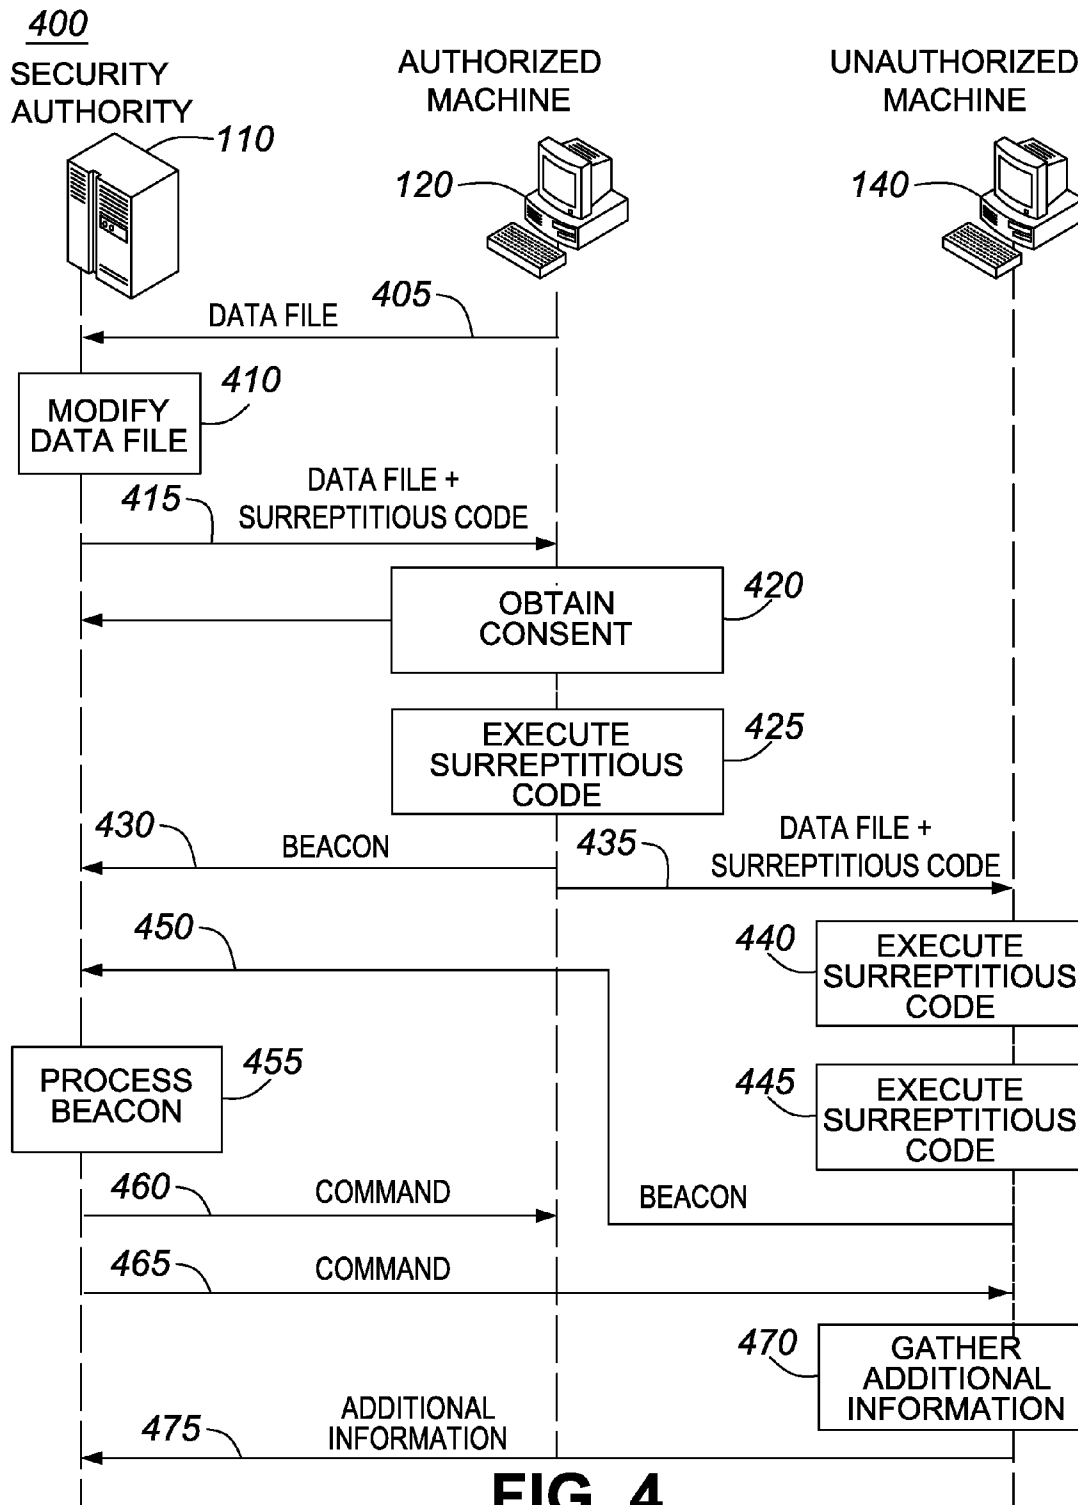 400
SECURITY
AUTHORITY
AUTHORIZED
MACHINE
UNAUTHORIZED
MACHINE
110
120
140
405
DATA FILE
410
MODIFY
DATA FILE
415
DATA FILE +
SURREPTITIOUS CODE
420
OBTAIN
CONSENT
425
EXECUTE
SURREPTITIOUS
CODE
430
BEACON
435
DATA FILE +
SURREPTITIOUS CODE
450
440
EXECUTE
SURREPTITIOUS
CODE
455
PROCESS
BEACON
445
EXECUTE
SURREPTITIOUS
CODE
460
COMMAND
BEACON
465
COMMAND
470
GATHER
ADDITIONAL
INFORMATION
475
ADDITIONAL
INFORMATION
FIG. 4